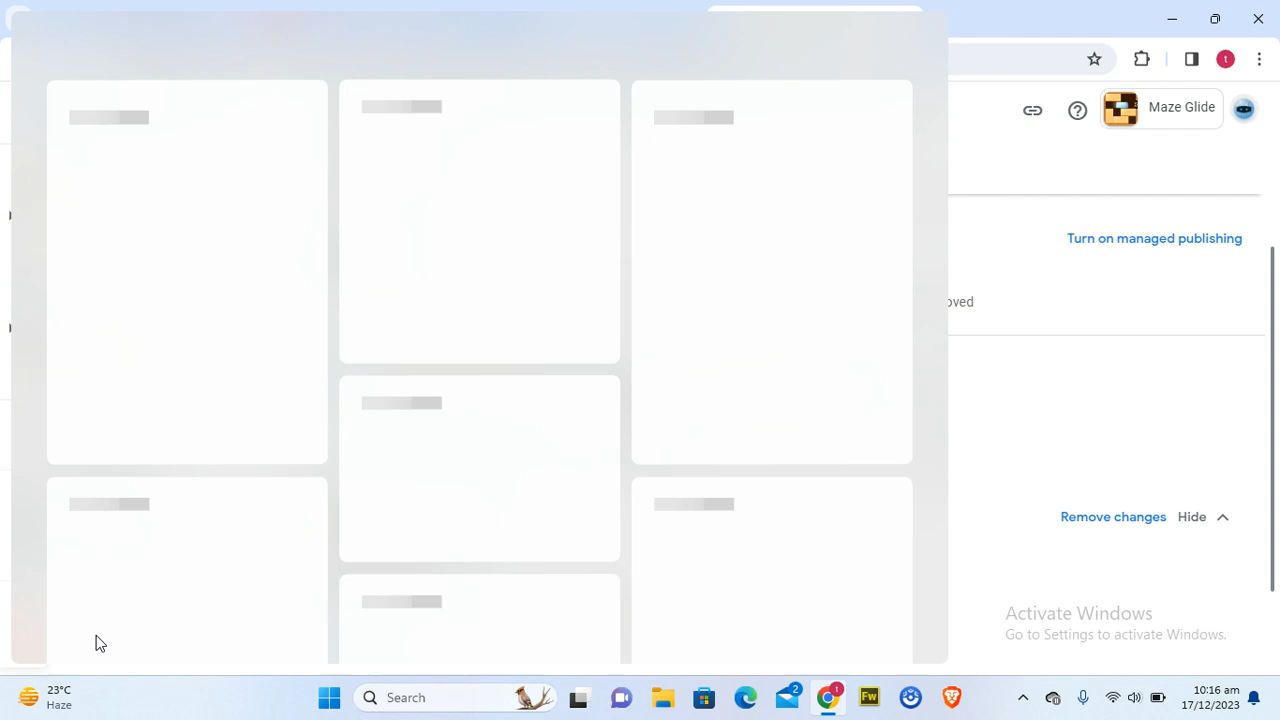 t
Maze Glide
Turn on managed publishing
oved
Remove changes Hide
Activate Windows
Go to Settings to activate Windows.
23°C
Haze
Search
2
t
Fw
10:16 am
17/12/2023